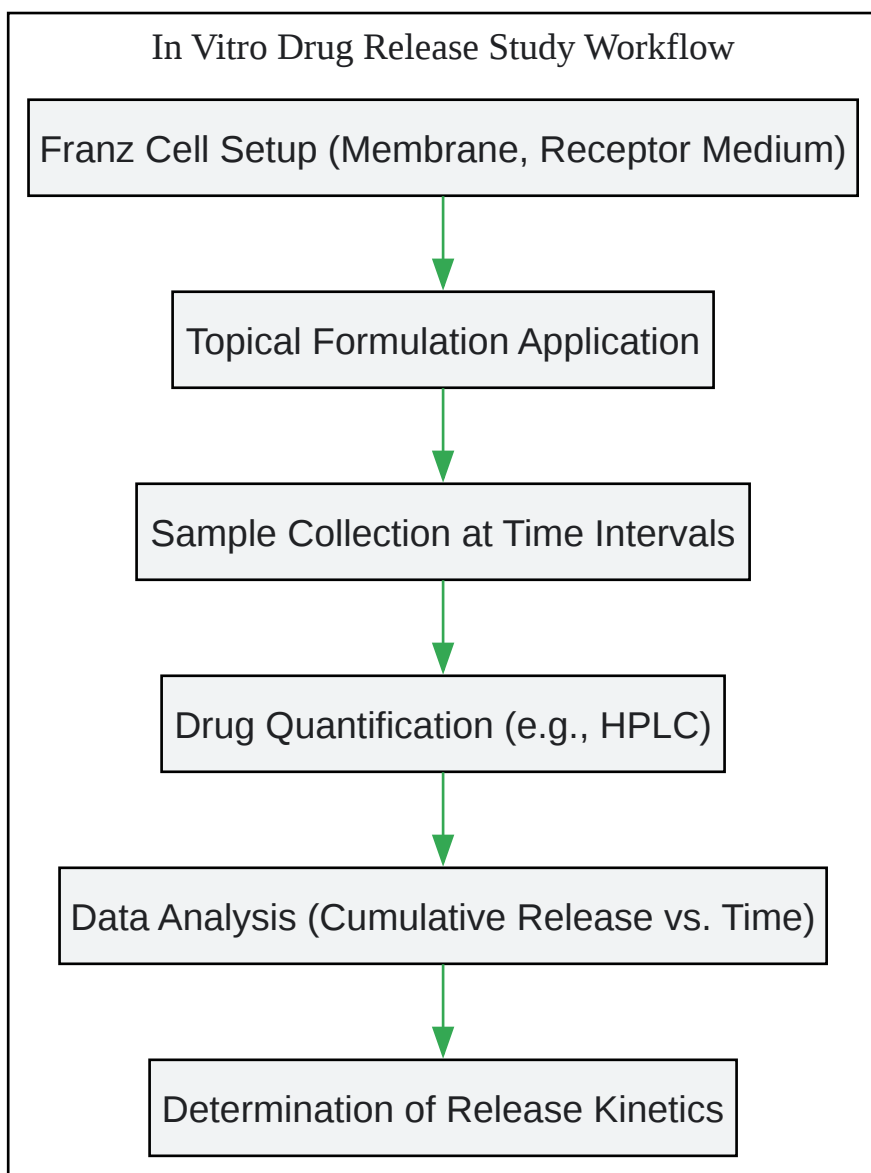 In Vitro Drug Release Study Workflow
Franz Cell Setup (Membrane, Receptor Medium)
Topical Formulation Application
Sample Collection at Time Intervals
Drug Quantification (e.g., HPLC)
Data Analysis (Cumulative Release vs. Time)
Determination of Release Kinetics